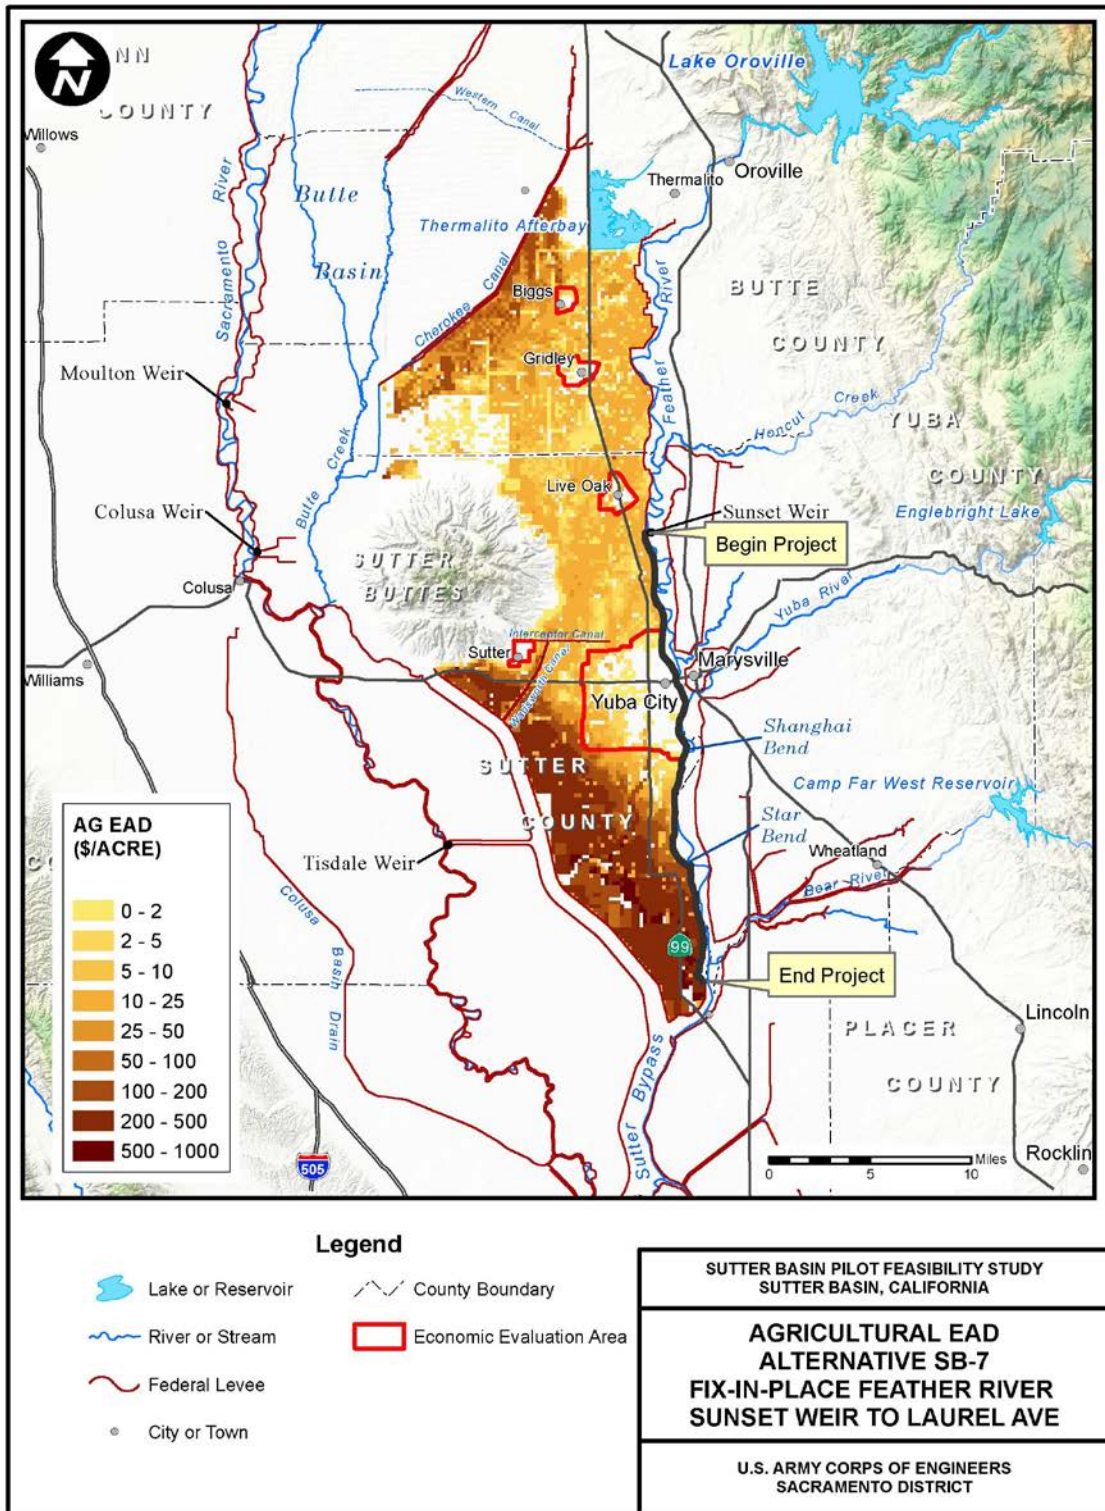 N
NN
COUNTY
Willows
Western Canal
Lake Oroville
Oroville
Thermalito
Thermalito Afterbay
Butte
Basin
Sacramento River
Cherokee Canal
Biggs
Feather River
BUTTE
COUNTY
Gridley
Moulton Weir
Honcut Creek
YUBA
COUNTY
Butte Creek
Live Oak
Sunset Weir
Englebright Lake
Colusa Weir
Begin Project
SUTTER
BUTTES
Yuba River
Colusa
Interceptor Canal
Sutter
Wadsworth Canal
Marysville
Williams
Yuba City
Shanghai
Bend
SUTTER
COUNTY
Camp Far West Reservoir
Star
Bend
Tisdale Weir
Wheatland
Bear River
Colusa Basin Drain
99
End Project
Lincoln
PLACER
COUNTY
Sutter Bypass
Rocklin
505
AG EAD
($/ACRE)
0 - 2
2 - 5
5 - 10
10 - 25
25 - 50
50 - 100
100 - 200
200 - 500
500 - 1000
Miles
0 5 10
Legend
Lake or Reservoir
River or Stream
Federal Levee
City or Town
County Boundary
Economic Evaluation Area
SUTTER BASIN PILOT FEASIBILITY STUDY
SUTTER BASIN, CALIFORNIA
AGRICULTURAL EAD
ALTERNATIVE SB-7
FIX-IN-PLACE FEATHER RIVER
SUNSET WEIR TO LAUREL AVE
U.S. ARMY CORPS OF ENGINEERS
SACRAMENTO DISTRICT